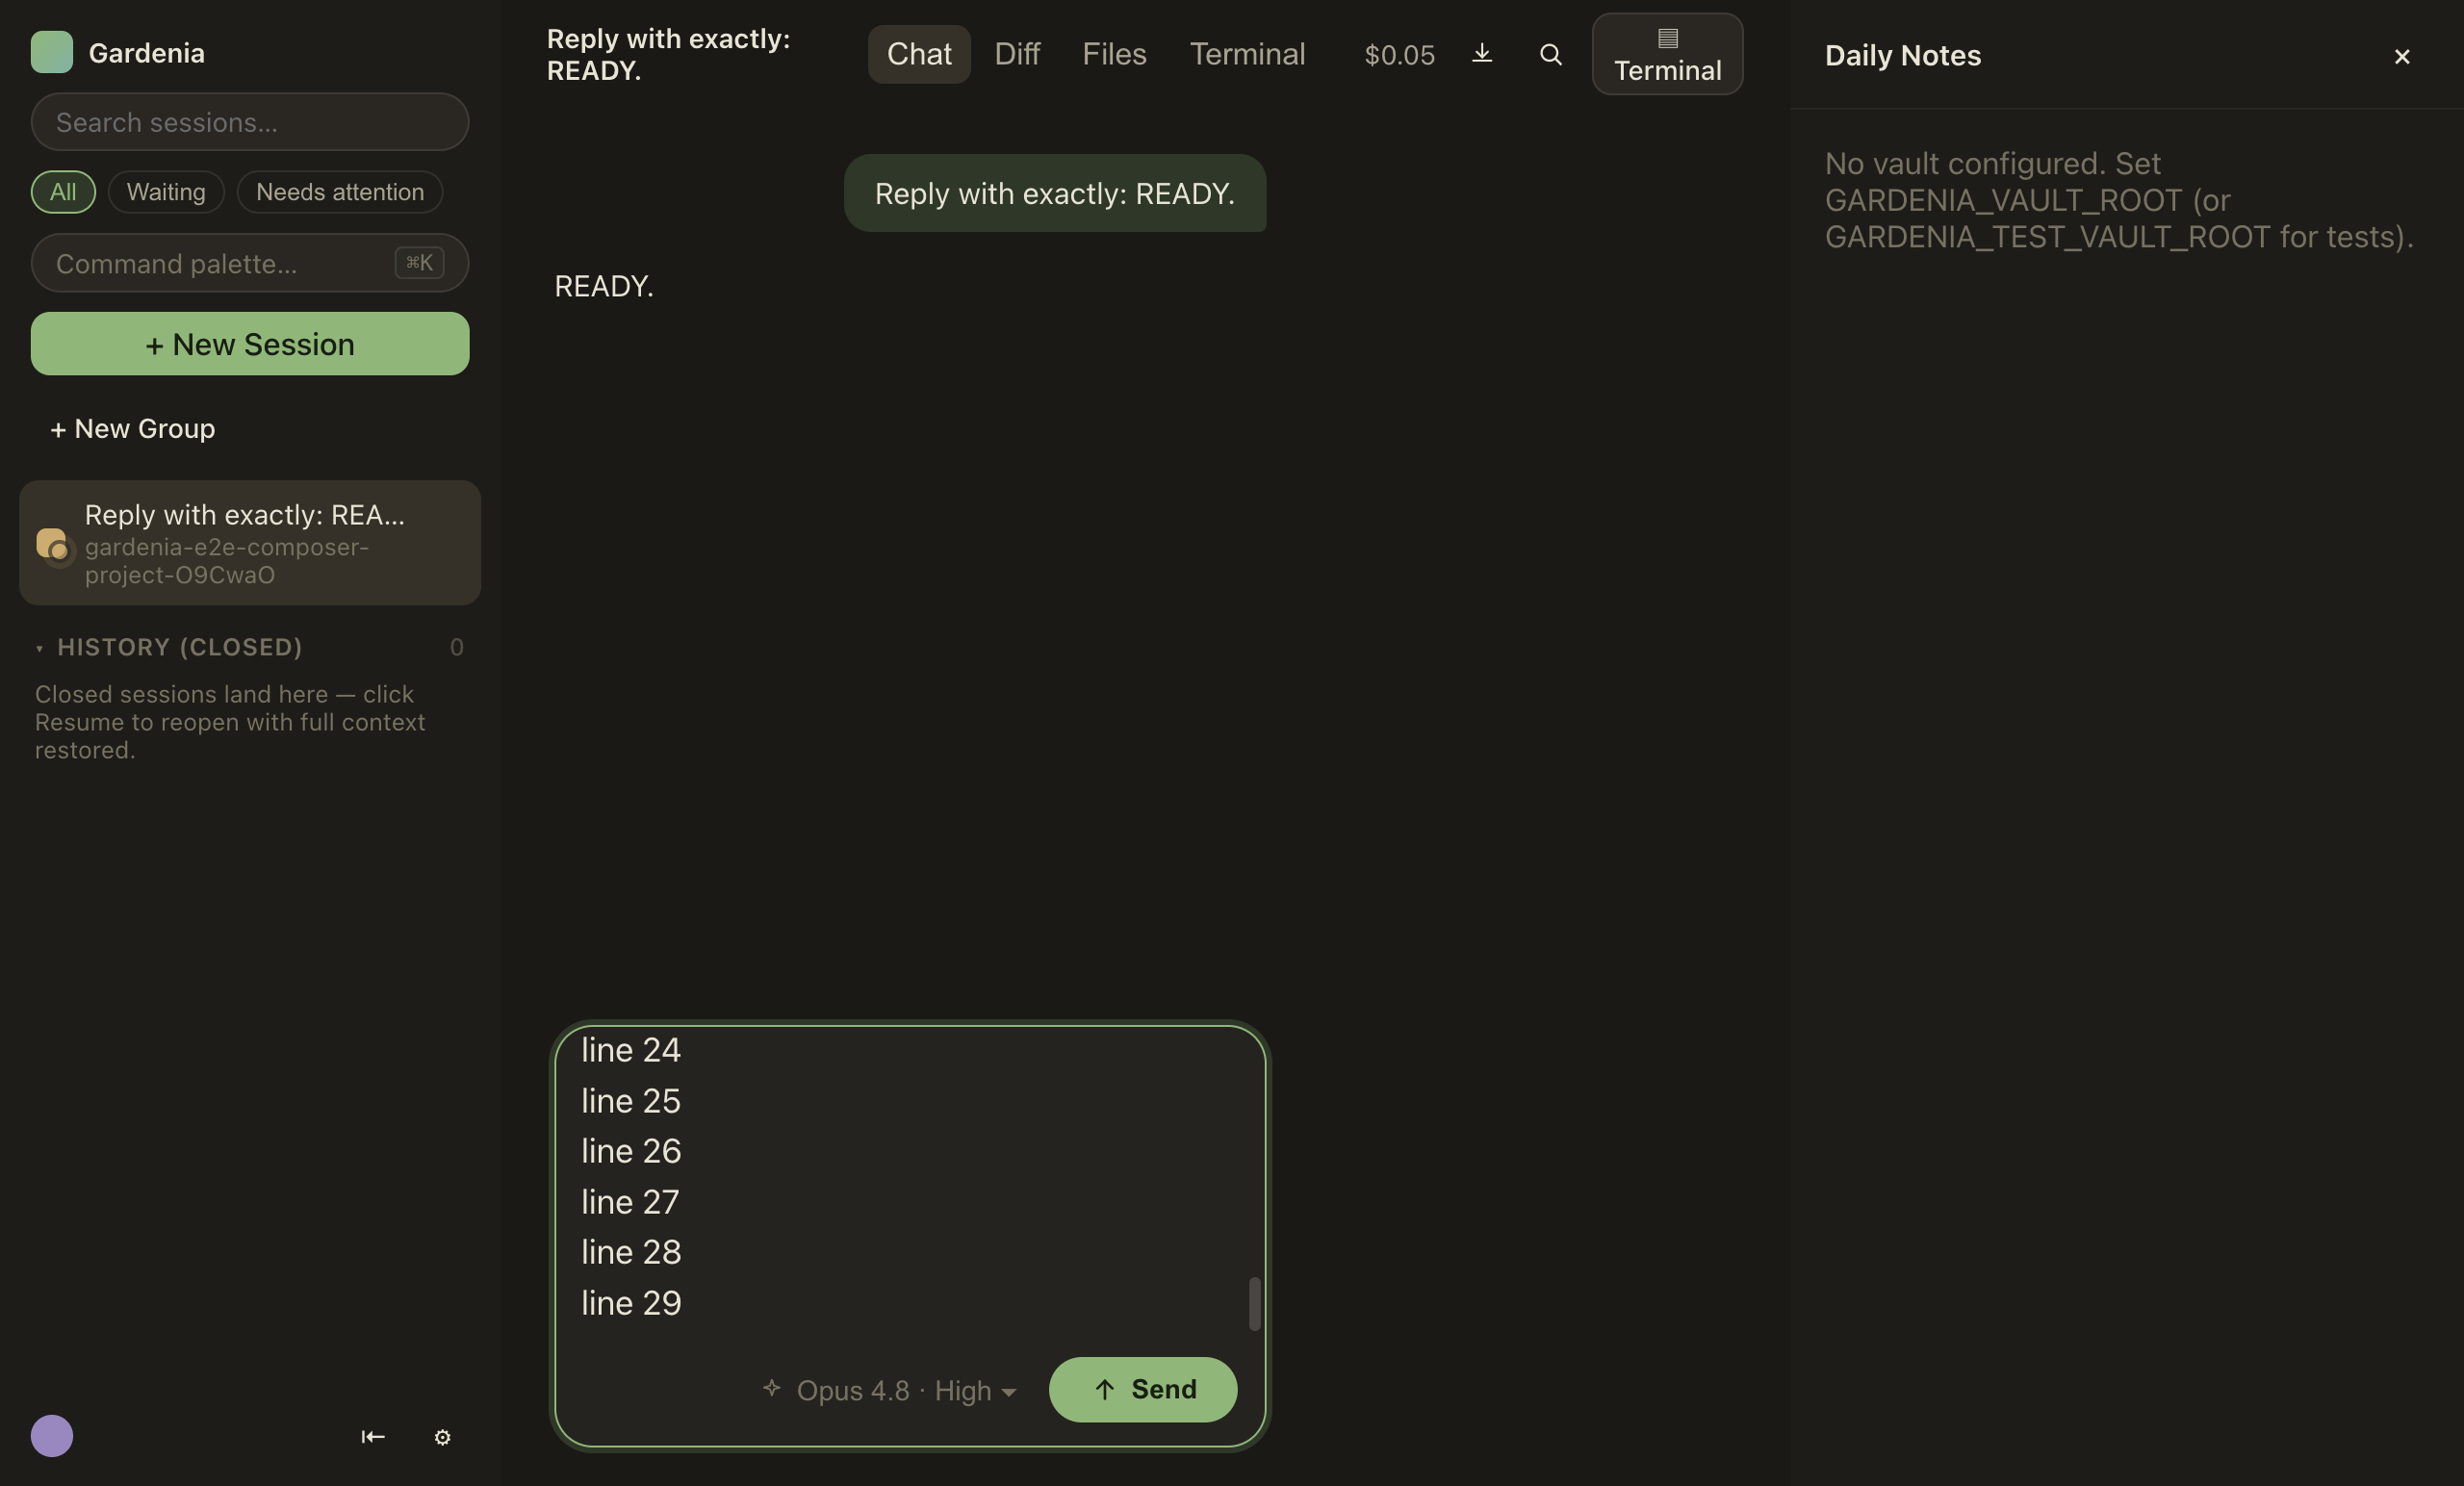 Gardenia
Search sessions...
All
Waiting
Needs attention
Command palette...
⌘K
+ New Session
+ New Group
Reply with exactly: REA...
gardenia-e2e-composer-
project-O9CwaO
HISTORY (CLOSED)
0
Closed sessions land here — click
Resume to reopen with full context
restored.
Reply with exactly:
READY.
Chat
Diff
Files
Terminal
$0.05
Terminal
Reply with exactly: READY.
READY.
line 24
line 25
line 26
line 27
line 28
line 29
Opus 4.8 · High
Send
Daily Notes
No vault configured. Set
GARDENIA_VAULT_ROOT (or
GARDENIA_TEST_VAULT_ROOT for tests).